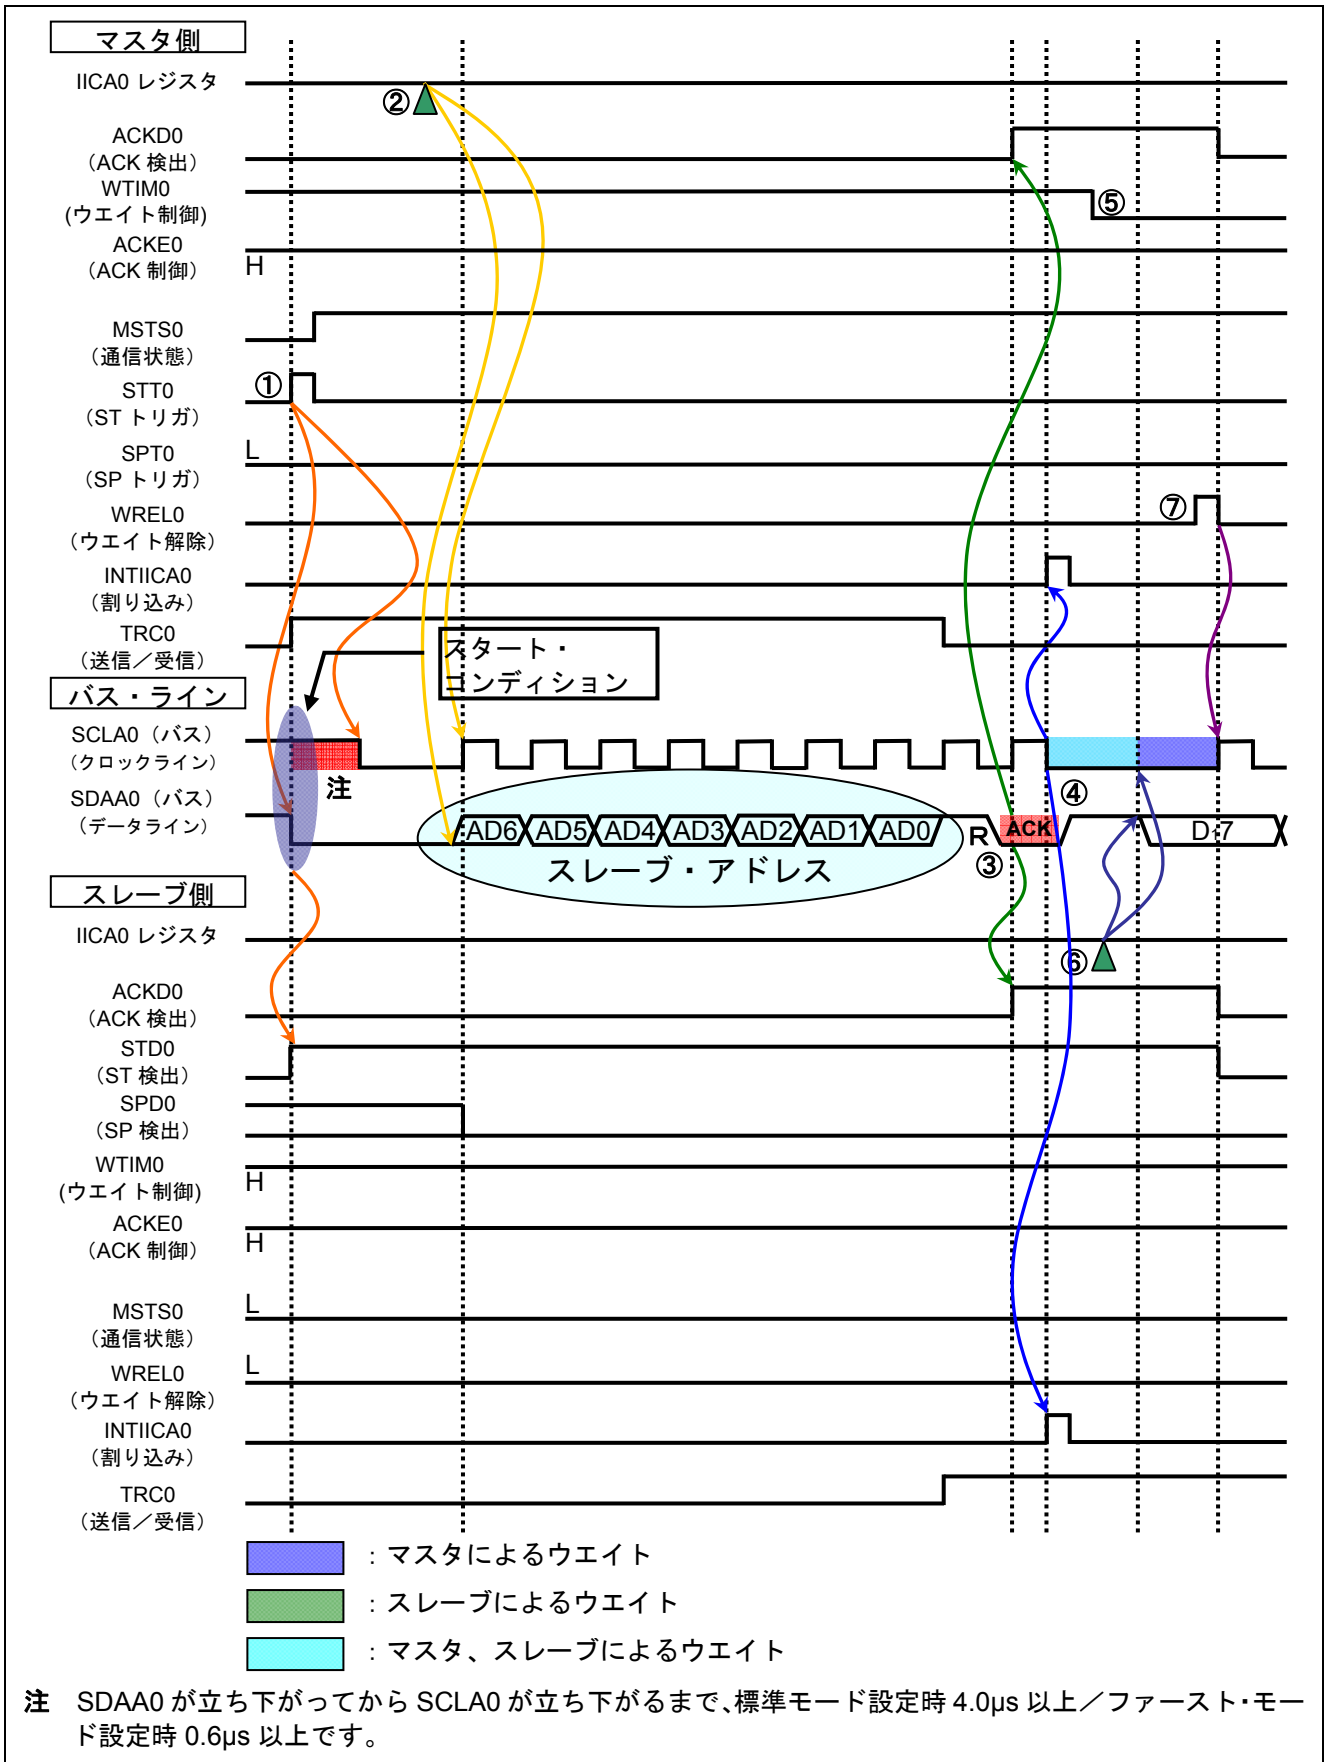 マスタ側
IICA0 レジスタ
②
ACKD0
（ACK 検出）
WTIM0
(ウエイト制御)
⑤
ACKE0
（ACK 制御）
H
MSTS0
（通信状態）
①
STT0
（ST トリガ）
SPT0
（SP トリガ）
L
WREL0
（ウエイト解除）
⑦
INTIICA0
（割り込み）
TRC0
（送信／受信）
スタート・
コンディション
バス・ライン
SCLA0（バス）
（クロックライン）
注
④
SDAA0（バス）
（データライン）
AD6 AD5 AD4 AD3 AD2 AD1 AD0 R ACK D₁7
③
スレーブ・アドレス
スレーブ側
IICA0 レジスタ
⑥
ACKD0
（ACK 検出）
STD0
（ST 検出）
SPD0
（SP 検出）
WTIM0
(ウエイト制御)
H
ACKE0
（ACK 制御）
H
MSTS0
（通信状態）
L
WREL0
（ウエイト解除）
L
INTIICA0
（割り込み）
TRC0
（送信／受信）
：マスタによるウエイト
：スレーブによるウエイト
：マスタ、スレーブによるウエイト
注 SDAA0 が立ち下がってから SCLA0 が立ち下がるまで、標準モード設定時 4.0μs 以上／ファースト・モー
ド設定時 0.6μs 以上です。